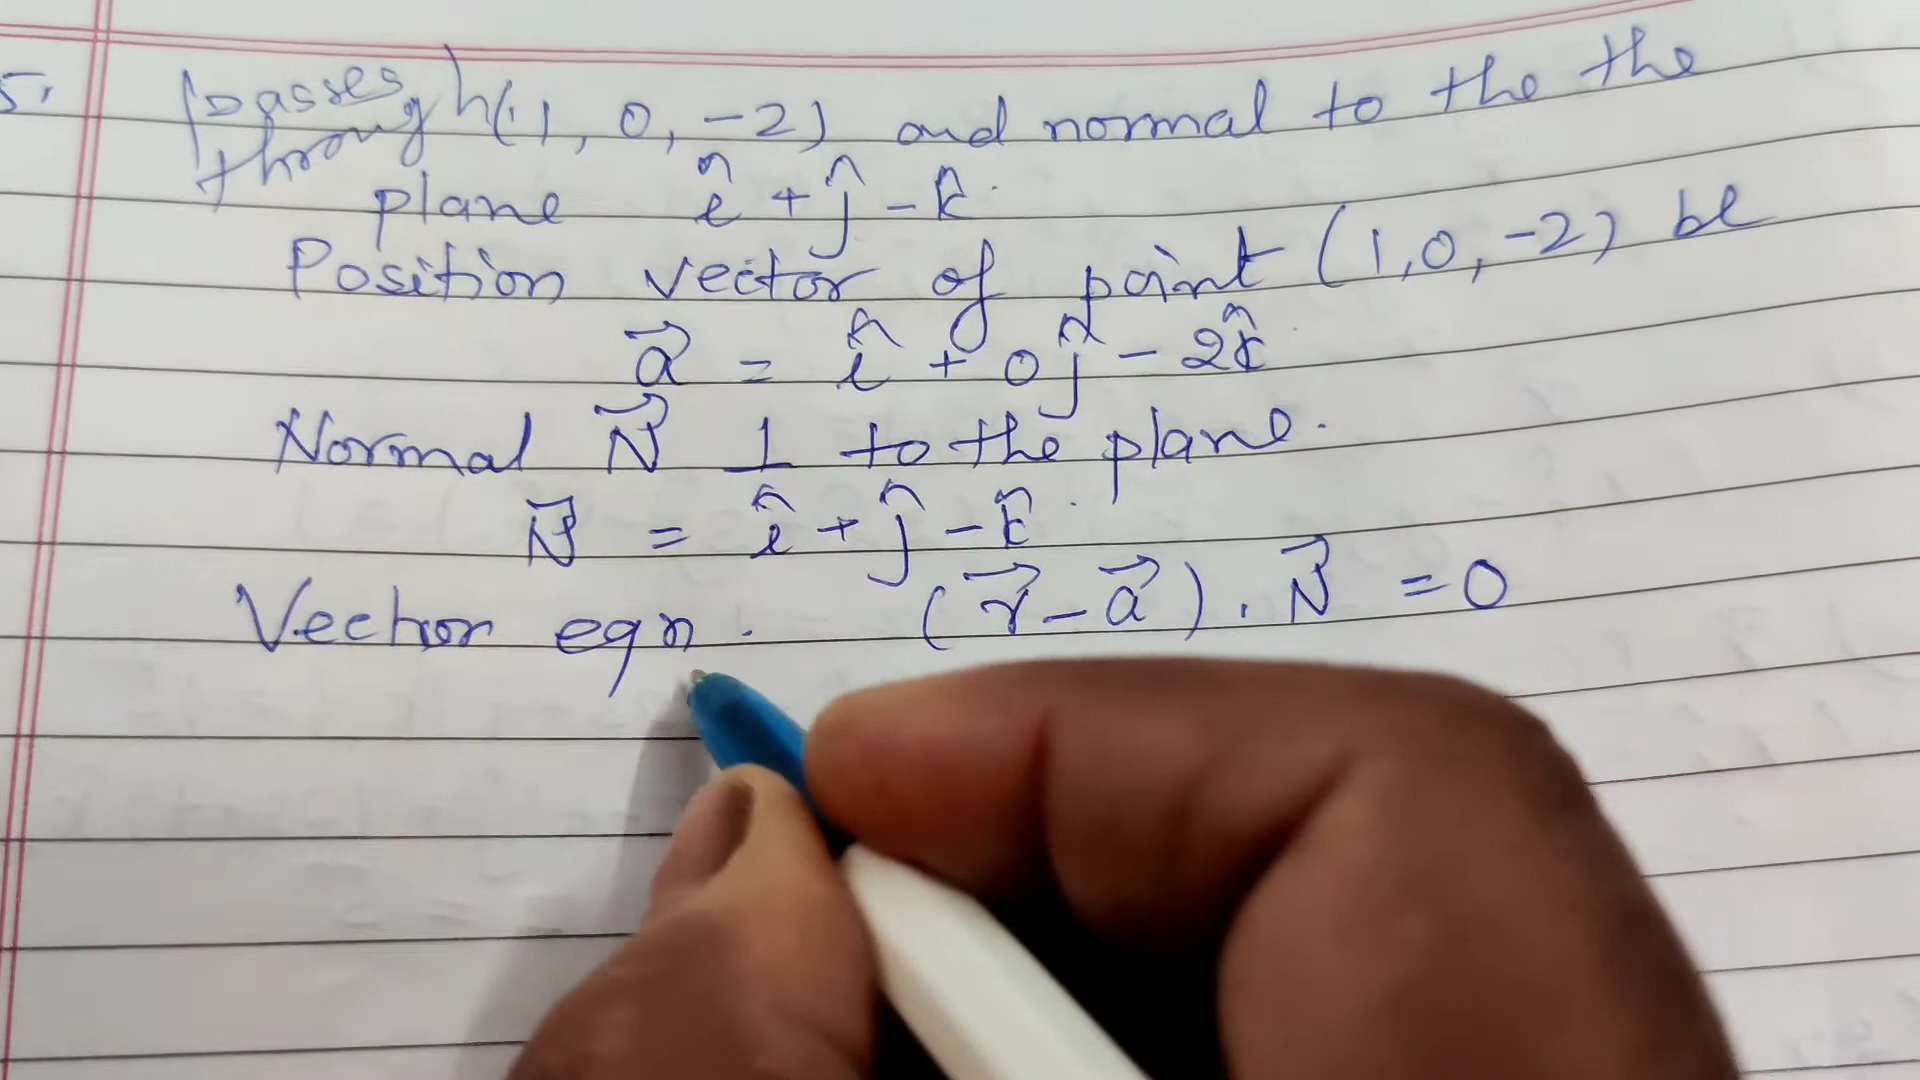 5. passes through (1, 0, -2) and normal to the the
plane î + ĵ - k̂.
Position vector of point (1, 0, -2) be
a⃗ = î + 0ĵ - 2k̂
Normal N⃗ ⊥ to the plane.
N⃗ = î + ĵ - k̂.
Vector eqn. (r⃗ - a⃗) . N⃗ = 0